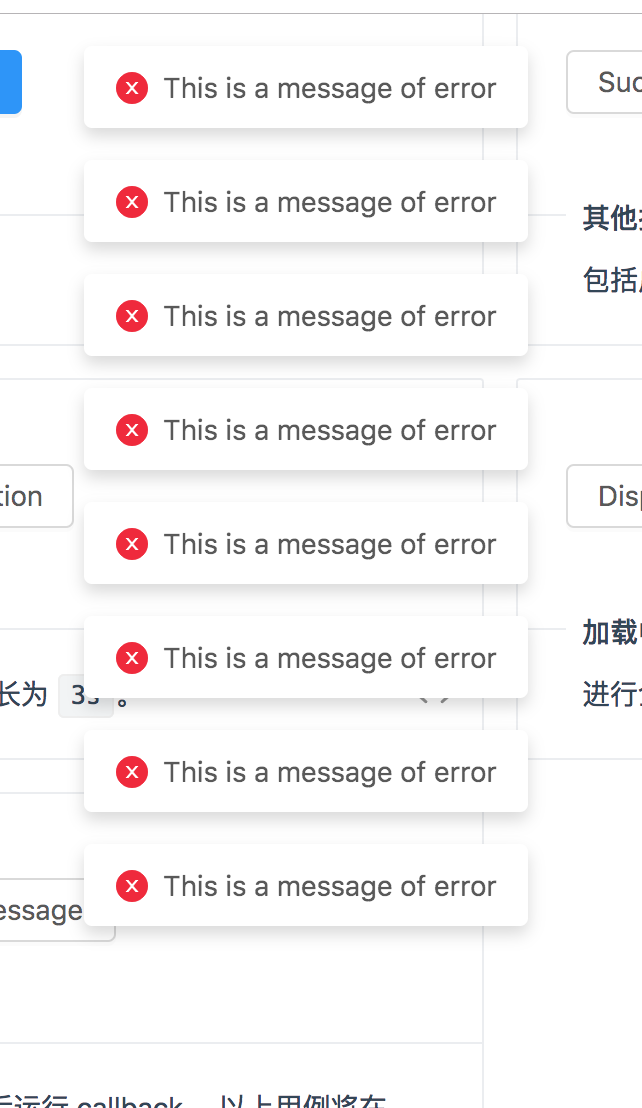 This is a message of error
Suc
This is a message of error
其他
This is a message of error
包括
This is a message of error
tion
Disp
This is a message of error
This is a message of error
加载
长为 3s 。
进行
This is a message of error
This is a message of error
essage
后运行 callback 。 以上用例将在